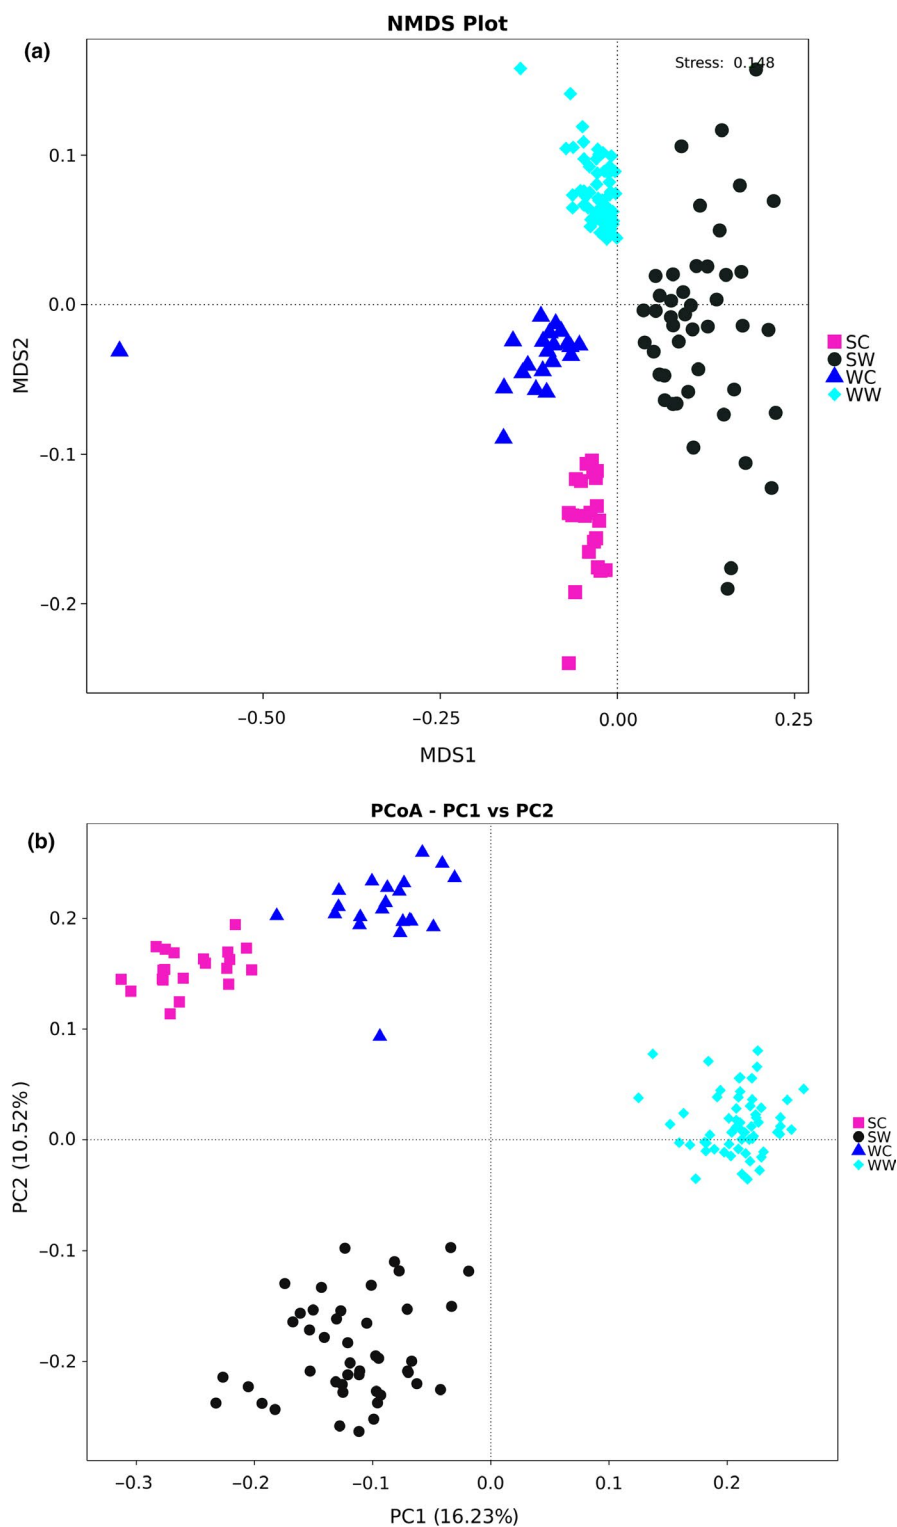 NMDS Plot
(a)
Stress: 0.148
0.1
0.0
−0.1
−0.2
MDS2
−0.50 −0.25 0.00 0.25
MDS1
SC
SW
WC
WW
PCoA - PC1 vs PC2
(b)
0.2
0.1
0.0
−0.1
−0.2
PC2 (10.52%)
−0.3 −0.2 −0.1 0.0 0.1 0.2
PC1 (16.23%)
SC
SW
WC
WW